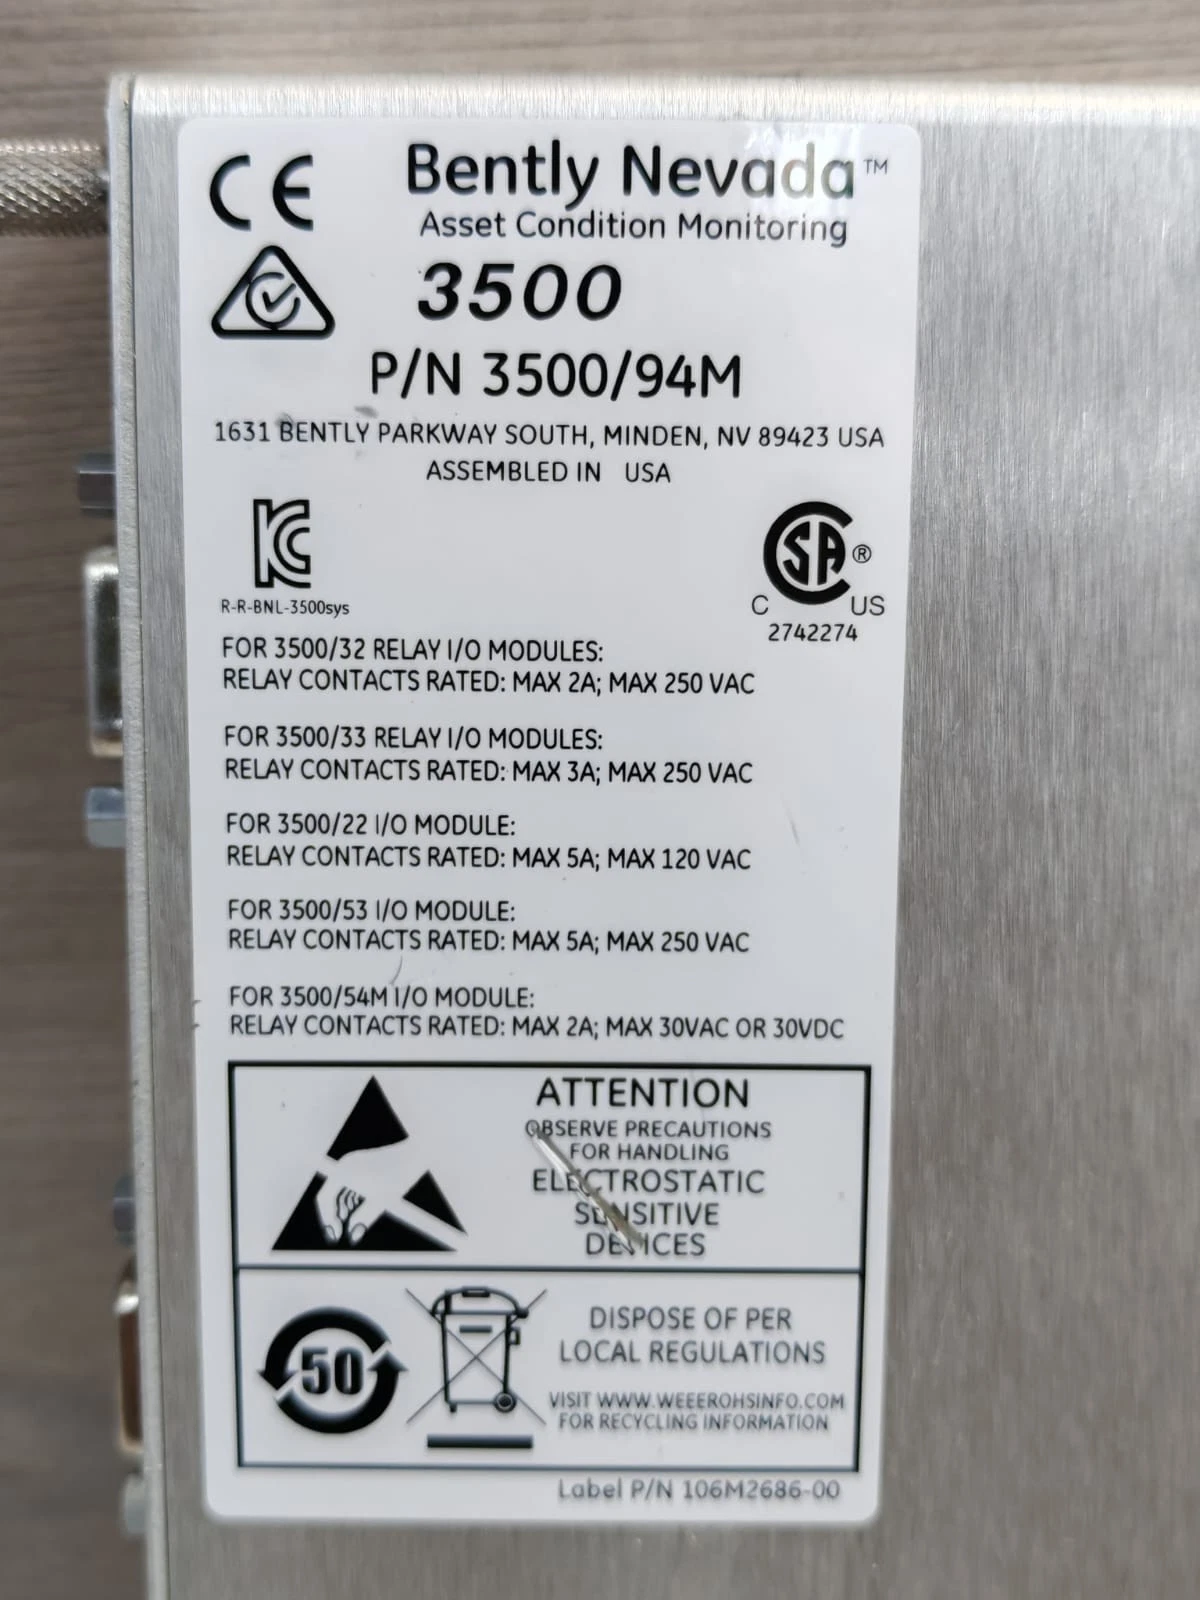 CE
Bently Nevada™
Asset Condition Monitoring
3500
P/N 3500/94M
1631 BENTLY PARKWAY SOUTH, MINDEN, NV 89423 USA
ASSEMBLED IN USA
KC
R-R-BNL-3500sys
SA®
C US
2742274
FOR 3500/32 RELAY I/O MODULES:
RELAY CONTACTS RATED: MAX 2A; MAX 250 VAC
FOR 3500/33 RELAY I/O MODULES:
RELAY CONTACTS RATED: MAX 3A; MAX 250 VAC
FOR 3500/22 I/O MODULE:
RELAY CONTACTS RATED: MAX 5A; MAX 120 VAC
FOR 3500/53 I/O MODULE:
RELAY CONTACTS RATED: MAX 5A; MAX 250 VAC
FOR 3500/54M I/O MODULE:
RELAY CONTACTS RATED: MAX 2A; MAX 30VAC OR 30VDC
ATTENTION
OBSERVE PRECAUTIONS
FOR HANDLING
ELECTROSTATIC
SENSITIVE
DEVICES
50
DISPOSE OF PER
LOCAL REGULATIONS
VISIT WWW.WEEEROHSINFO.COM
FOR RECYCLING INFORMATION
Label P/N 106M2686-00